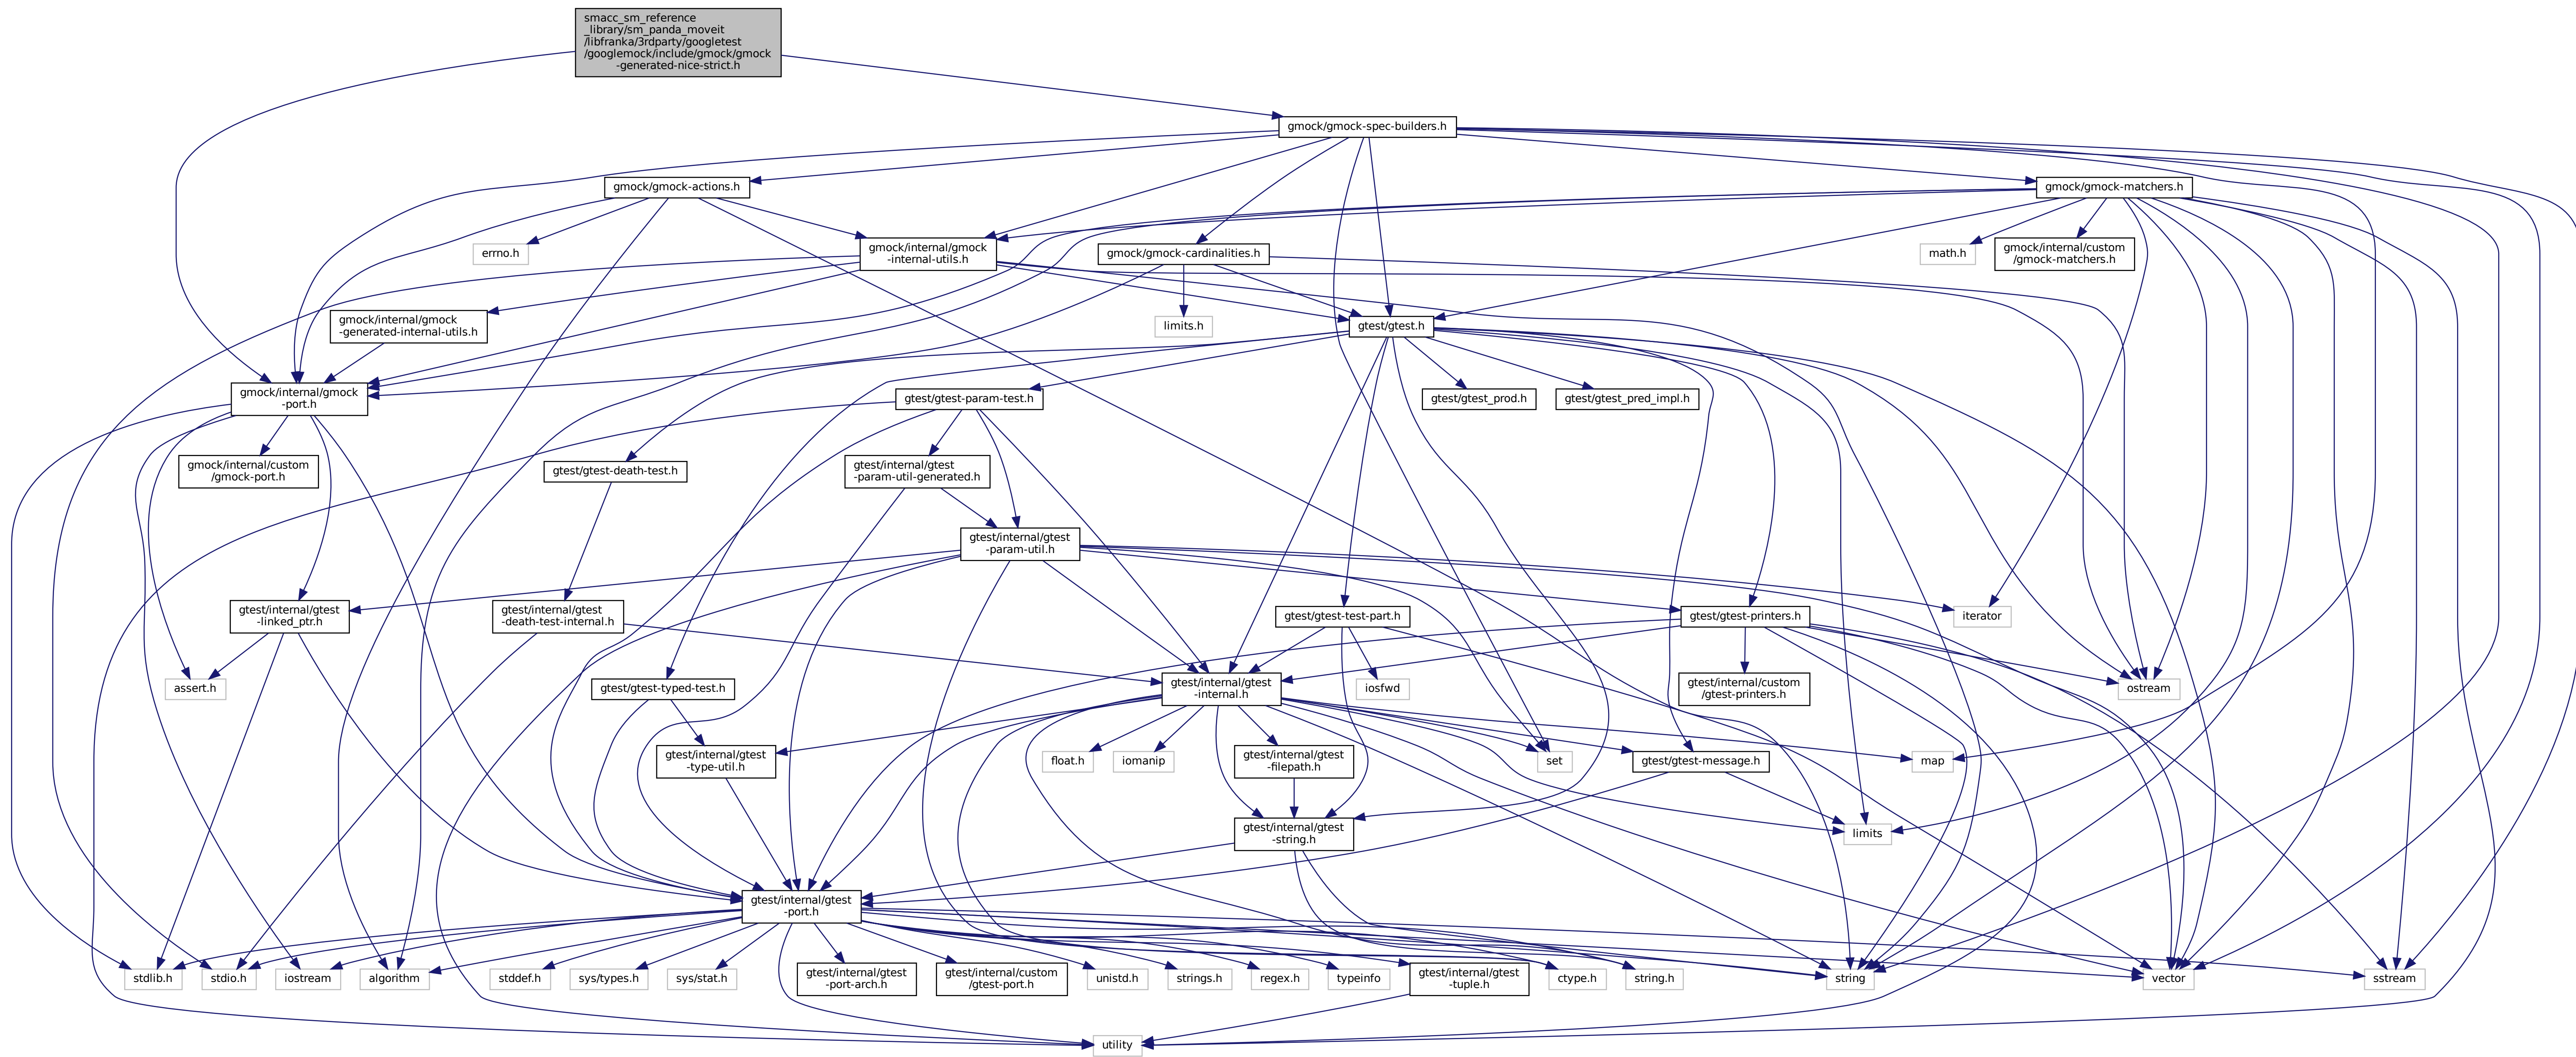 smacc_sm_reference
_library/sm_panda_moveit
/libfranka/3rdparty/googletest
/googlemock/include/gmock/gmock
-generated-nice-strict.h
gmock/gmock-spec-builders.h
gmock/gmock-actions.h
gmock/gmock-matchers.h
errno.h
gmock/internal/gmock
-internal-utils.h
gmock/gmock-cardinalities.h
math.h
gmock/internal/custom
/gmock-matchers.h
gmock/internal/gmock
-generated-internal-utils.h
limits.h
gtest/gtest.h
gmock/internal/gmock
-port.h
gtest/gtest-param-test.h
gtest/gtest_prod.h
gtest/gtest_pred_impl.h
gmock/internal/custom
/gmock-port.h
gtest/gtest-death-test.h
gtest/internal/gtest
-param-util-generated.h
gtest/internal/gtest
-param-util.h
gtest/internal/gtest
-linked_ptr.h
gtest/internal/gtest
-death-test-internal.h
gtest/gtest-test-part.h
gtest/gtest-printers.h
iterator
assert.h
gtest/gtest-typed-test.h
gtest/internal/gtest
-internal.h
iosfwd
gtest/internal/custom
/gtest-printers.h
ostream
gtest/internal/gtest
-type-util.h
float.h
iomanip
gtest/internal/gtest
-filepath.h
set
gtest/gtest-message.h
map
gtest/internal/gtest
-string.h
limits
gtest/internal/gtest
-port.h
stdlib.h
stdio.h
iostream
algorithm
stddef.h
sys/types.h
sys/stat.h
gtest/internal/gtest
-port-arch.h
gtest/internal/custom
/gtest-port.h
unistd.h
strings.h
regex.h
typeinfo
gtest/internal/gtest
-tuple.h
ctype.h
string.h
string
vector
sstream
utility